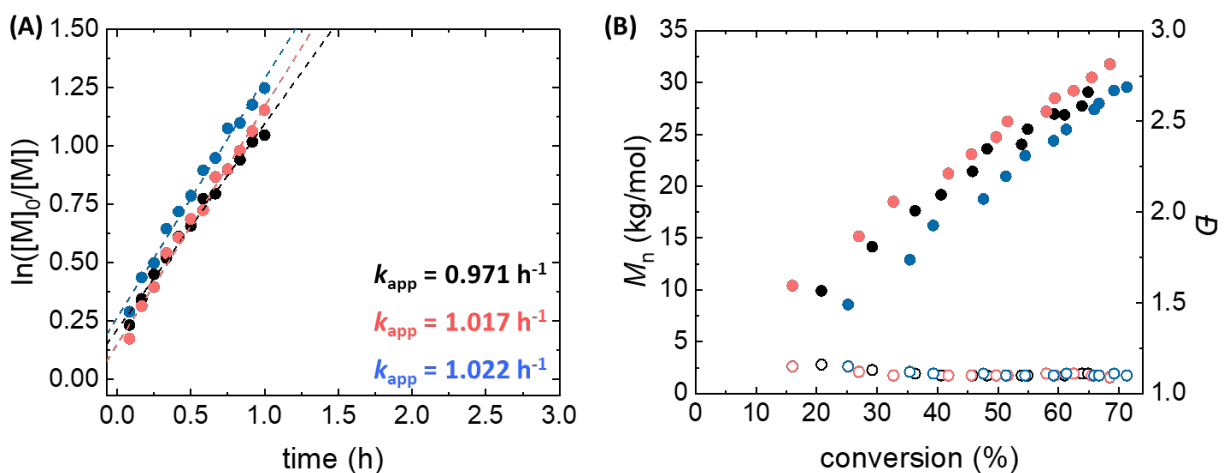 (A)
1.50
1.25
1.00
0.75
0.50
0.25
0.00
ln([M]0/[M])
kapp = 0.971 h-1
kapp = 1.017 h-1
kapp = 1.022 h-1
0.0 0.5 1.0 1.5 2.0 2.5 3.0
time (h)
(B)
35
30
25
20
15
10
5
0
Mn (kg/mol)
3.0
2.5
2.0
1.5
1.0
Đ
0 10 20 30 40 50 60 70
conversion (%)